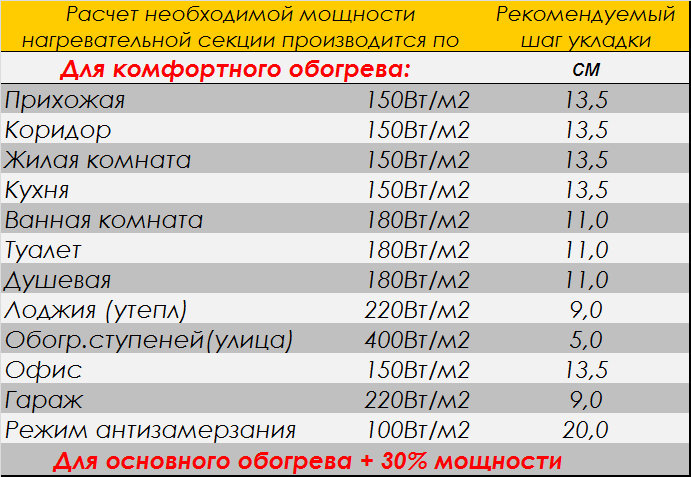 Расчет необходимой мощности Рекомендуемый
нагревательной секции производится по шаг укладки
Для комфортного обогрева: см
Прихожая 150Вт/м2 13,5
Коридор 150Вт/м2 13,5
Жилая комната 150Вт/м2 13,5
Кухня 150Вт/м2 13,5
Ванная комната 180Вт/м2 11,0
Туалет 180Вт/м2 11,0
Душевая 180Вт/м2 11,0
Лоджия (утепл) 220Вт/м2 9,0
Обогр.ступеней(улица) 400Вт/м2 5,0
Офис 150Вт/м2 13,5
Гараж 220Вт/м2 9,0
Режим антизамерзания 100Вт/м2 20,0
Для основного обогрева + 30% мощности